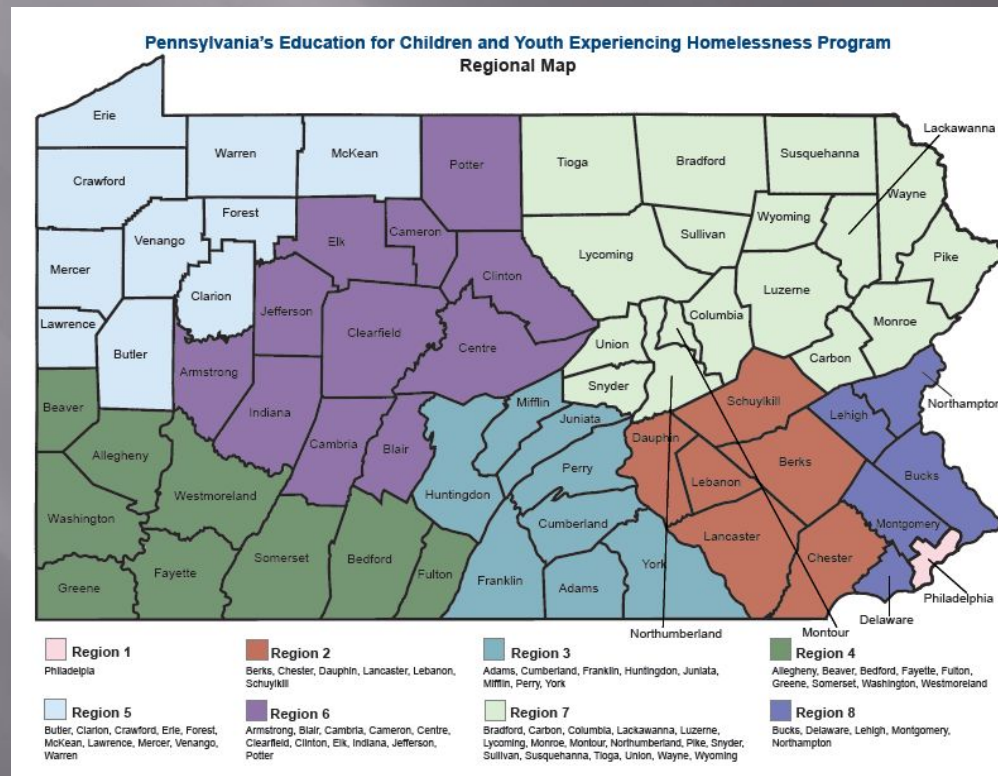 Pennsylvania's Education for Children and Youth Experiencing Homelessness Program
Regional Map
Erie
Warren
McKean
Potter
Tioga
Bradford
Susquehanna
Lackawanna
Crawford
Wayne
Forest
Elk
Cameron
Wyoming
Venango
Sullivan
Mercer
Clinton
Lycoming
Pike
Clarion
Jefferson
Luzerne
Lawrence
Clearfield
Columbia
Monroe
Butler
Centre
Union
Carbon
Armstrong
Snyder
Beaver
Indiana
Mifflin
Juniata
Schuylkill
Lehigh
Northampton
Allegheny
Cambria
Blair
Dauphin
Perry
Berks
Bucks
Westmoreland
Huntingdon
Lebanon
Washington
Cumberland
Montgomery
Lancaster
Somerset
Bedford
York
Chester
Greene
Fayette
Fulton
Franklin
Adams
Philadelphia
Delaware
Northumberland
Montour
Region 1
Philadelpia
Region 2
Berks, Chester, Dauphin, Lancaster, Lebanon,
Schuylkill
Region 3
Adams, Cumberland, Franklin, Huntingdon, Juniata,
Mifflin, Perry, York
Region 4
Allegheny, Beaver, Bedford, Fayette, Fulton,
Greene, Somerset, Washington, Westmoreland
Region 5
Butler, Clarion, Crawford, Erie, Forest,
McKean, Lawrence, Mercer, Venango,
Warren
Region 6
Armstrong, Blair, Cambria, Cameron, Centre,
Clearfield, Clinton, Elk, Indiana, Jefferson,
Potter
Region 7
Bradford, Carbon, Columbia, Lackawanna, Luzerne,
Lycoming, Monroe, Montour, Northumberland, Pike, Snyder,
Sullivan, Susquehanna, Tioga, Union, Wayne, Wyoming
Region 8
Bucks, Delaware, Lehigh, Montgomery,
Northampton